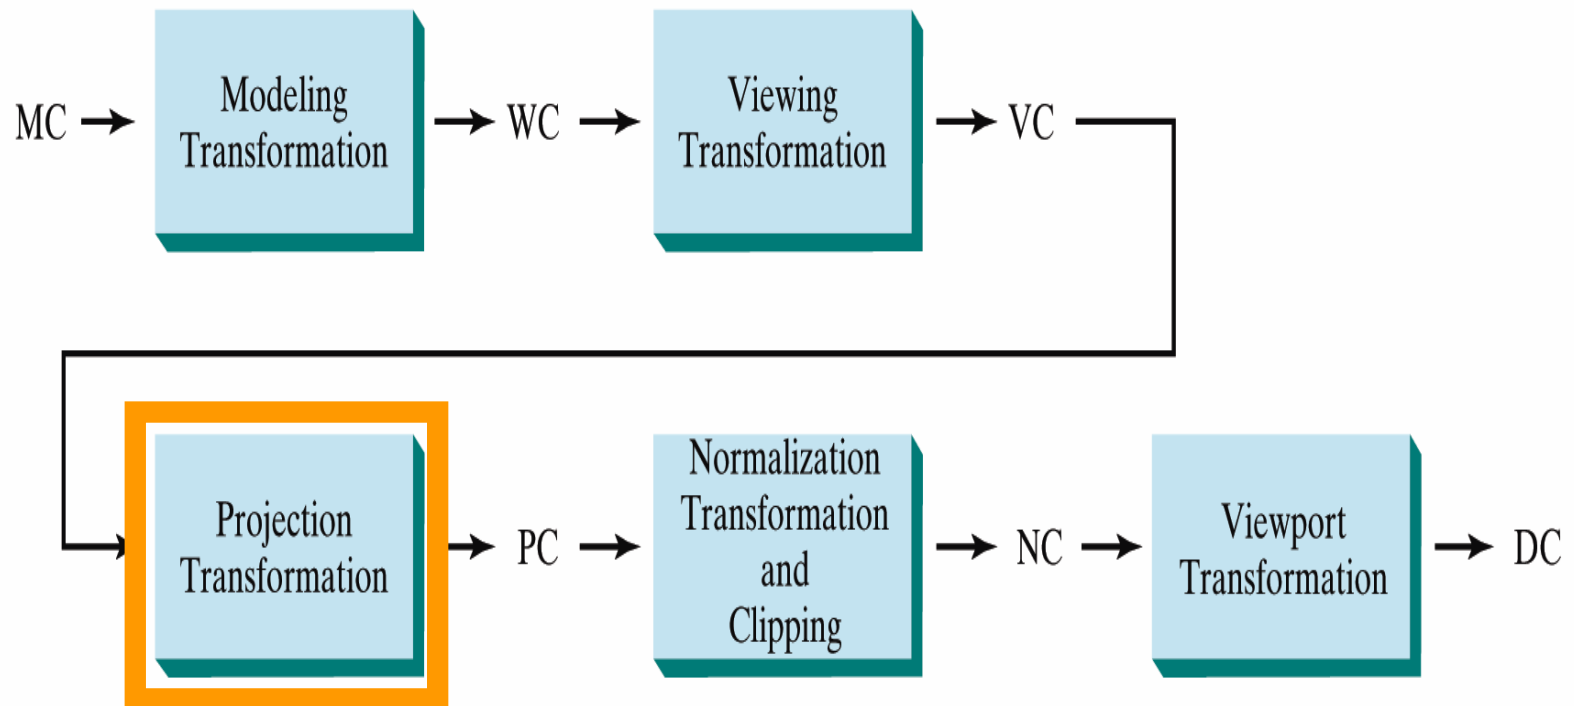 MC
Modeling
Transformation
WC
Viewing
Transformation
VC
Projection
Transformation
PC
Normalization
Transformation
and
Clipping
NC
Viewport
Transformation
DC